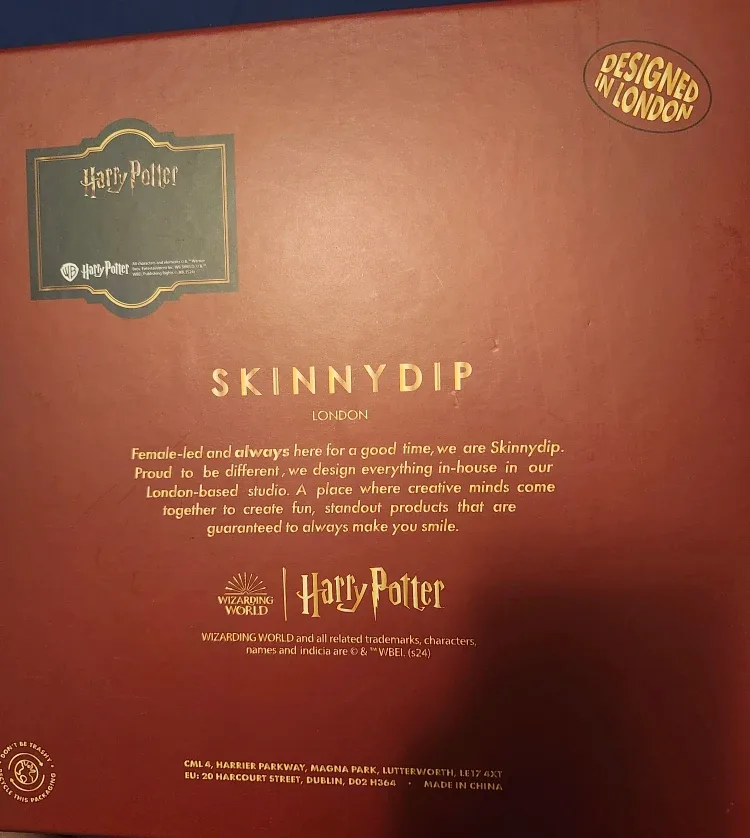 DESIGNED
IN LONDON
Harry Potter
WB Harry Potter
SKINNYDIP
LONDON
Female-led and always here for a good time, we are Skinnydip.
Proud to be different, we design everything in-house in our
London-based studio. A place where creative minds come
together to create fun, standout products that are
guaranteed to always make you smile.
WIZARDING
WORLD
Harry Potter
WIZARDING WORLD and all related trademarks, characters,
names and indicia are © & ™ WBEI. (s24)
DON'T BE TRASHY
RECYCLE THIS PACKAGING
CML 4, HARRIER PARKWAY, MAGNA PARK, LUTTERWORTH, LE17 4XT
EU: 20 HARCOURT STREET, DUBLIN, D02 H364 · MADE IN CHINA